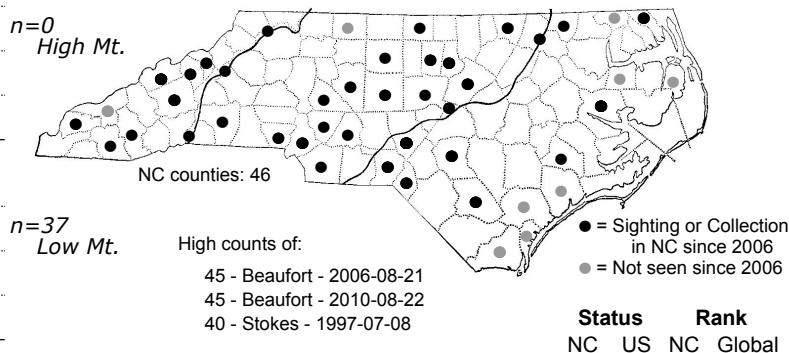 n=0
High Mt.
NC counties: 46
n=37
Low Mt.
High counts of:
45 - Beaufort - 2006-08-21
45 - Beaufort - 2010-08-22
40 - Stokes - 1997-07-08
● = Sighting or Collection
in NC since 2006
● = Not seen since 2006
Status Rank
NC US NC Global